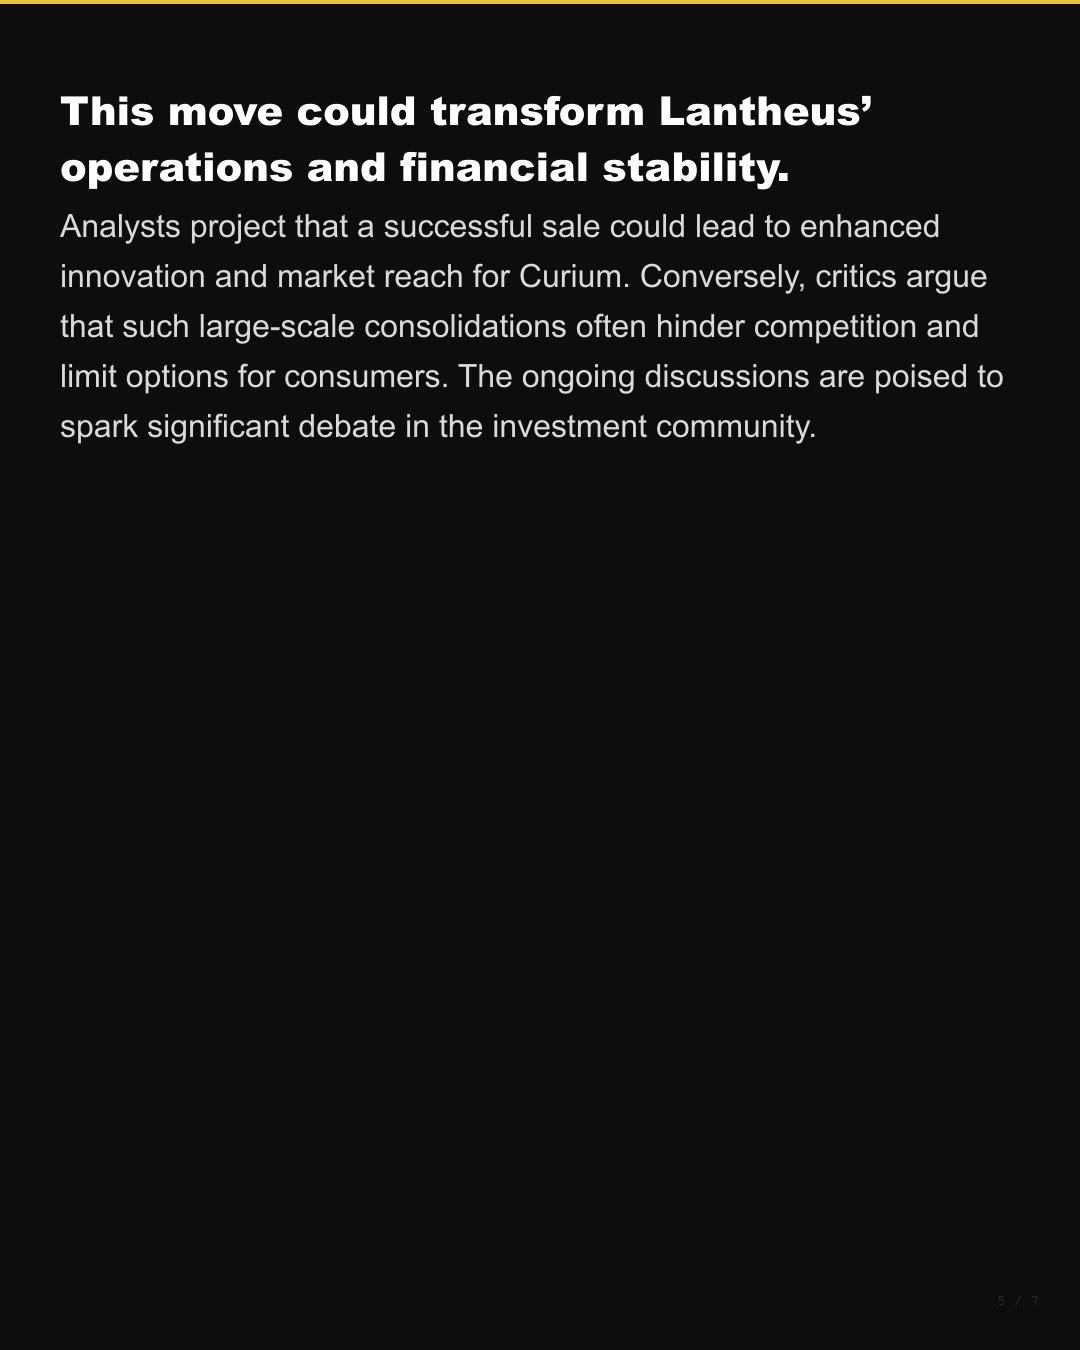 This move could transform Lantheus’
operations and financial stability.
Analysts project that a successful sale could lead to enhanced
innovation and market reach for Curium. Conversely, critics argue
that such large-scale consolidations often hinder competition and
limit options for consumers. The ongoing discussions are poised to
spark significant debate in the investment community.
5 / 7